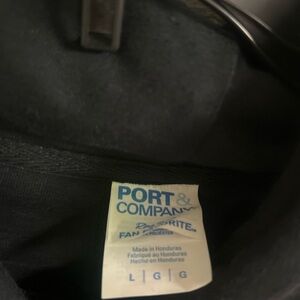 PORT &
COMPANY
FAN
Made in Honduras
Fabriqué au Honduras
Hecho en Honduras
L | G | G